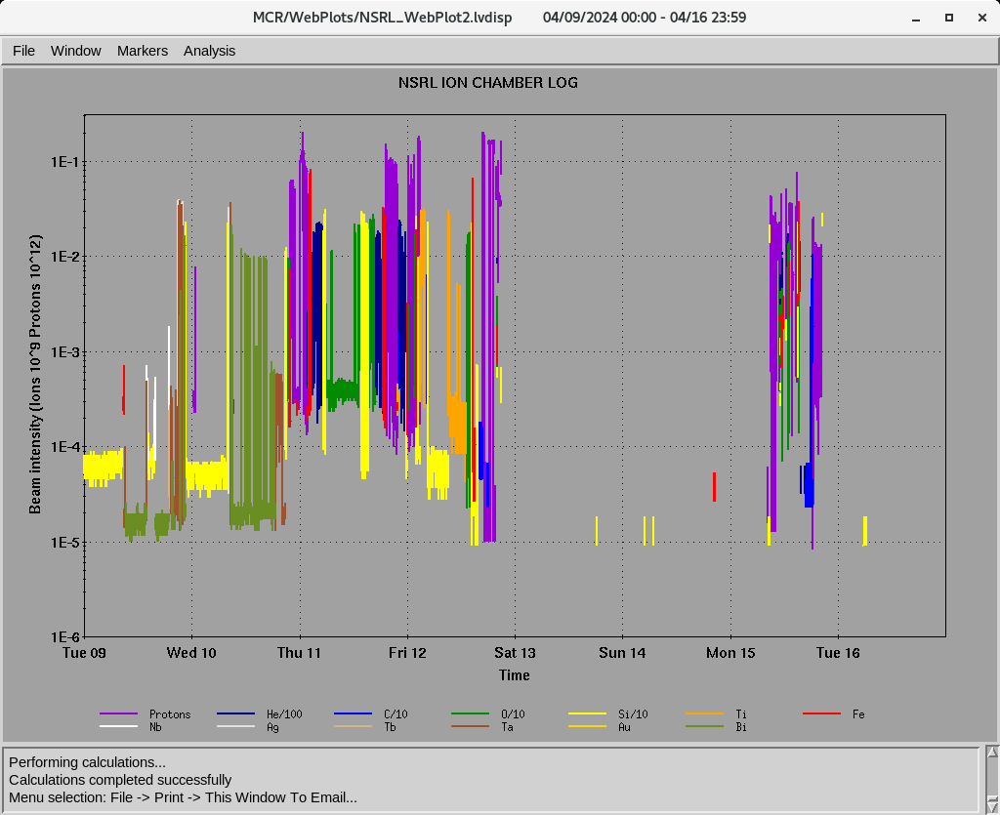 MCR/WebPlots/NSRL_WebPlot2.lvdisp 04/09/2024 00:00 - 04/16 23:59
File Window Markers Analysis
NSRL ION CHAMBER LOG
Beam intensity (Ions 10^9 Protons 10^12)
1E-1
1E-2
1E-3
1E-4
1E-5
1E-6
Tue 09 Wed 10 Thu 11 Fri 12 Sat 13 Sun 14 Mon 15 Tue 16
Time
Protons He/100 C/10 O/10 Si/10 Ti Fe
Nb Ag Tb Ta Au Bi
Performing calculations...
Calculations completed successfully
Menu selection: File -> Print -> This Window To Email...